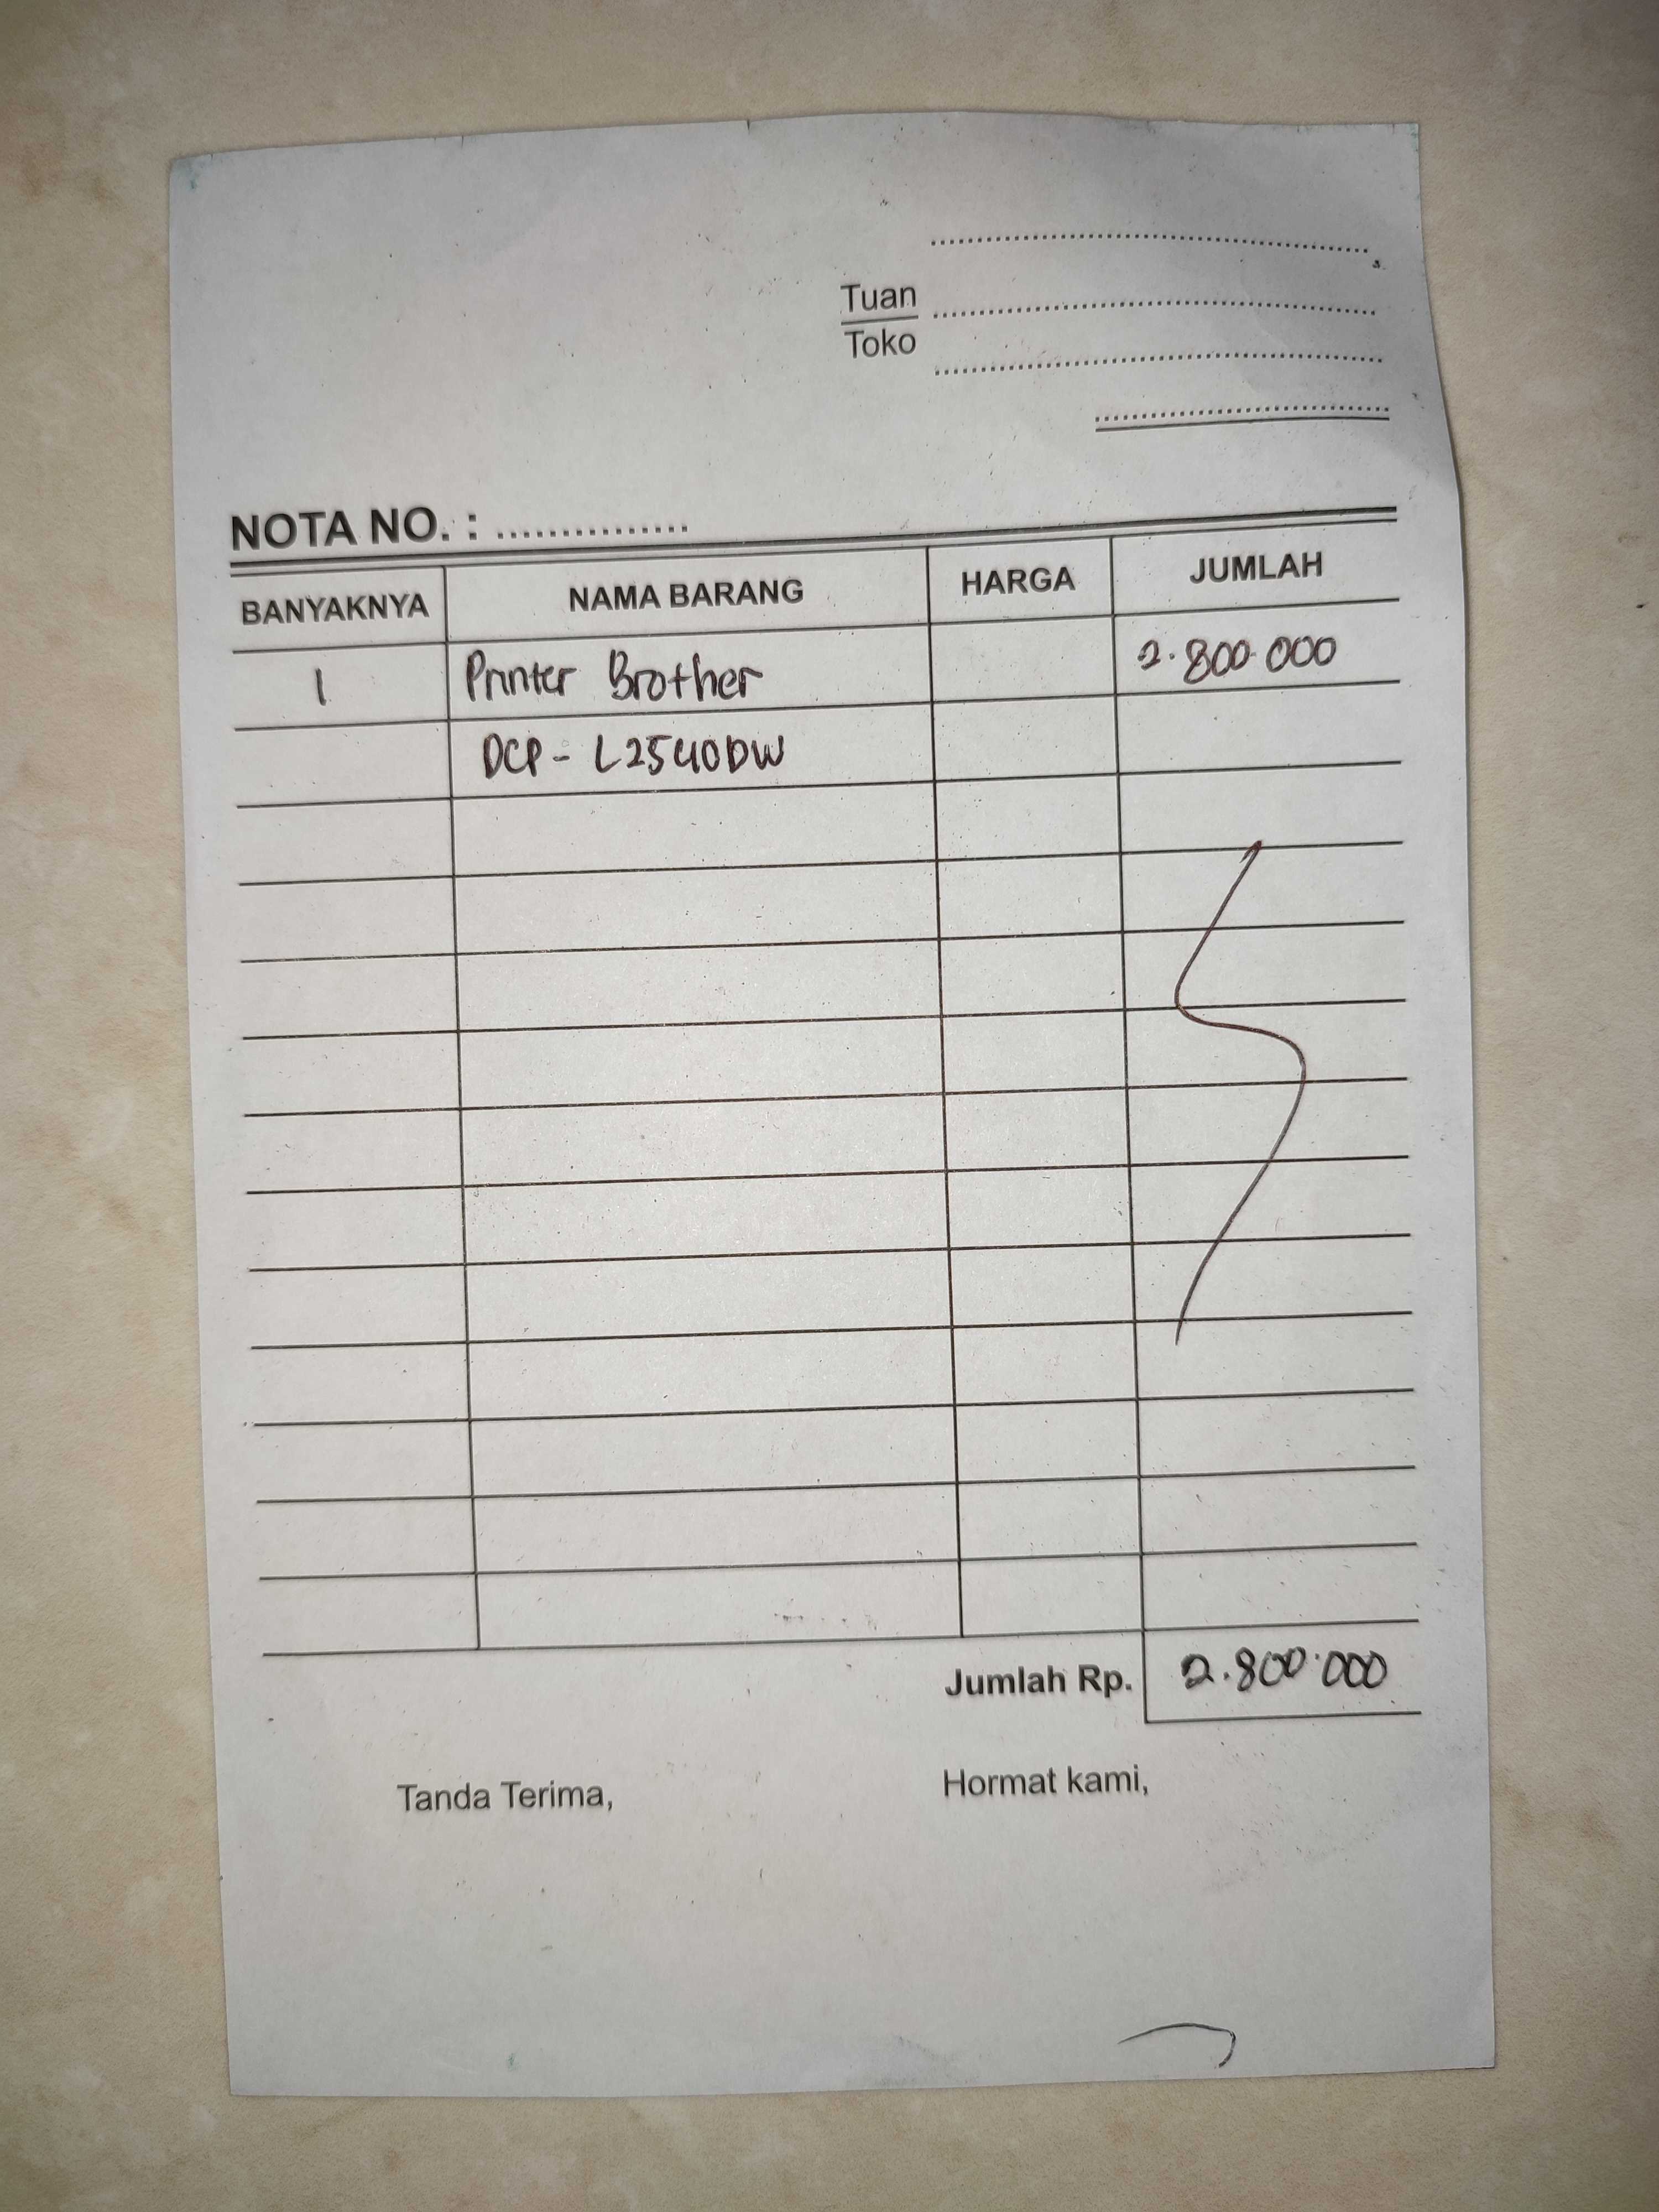 Tuan
Toko
NOTA NO. : ...............
BANYAKNYA NAMA BARANG HARGA JUMLAH
1 Printer Brother 2.800.000
DCP - L2540DW
Jumlah Rp. 2.800.000
Tanda Terima, Hormat kami,